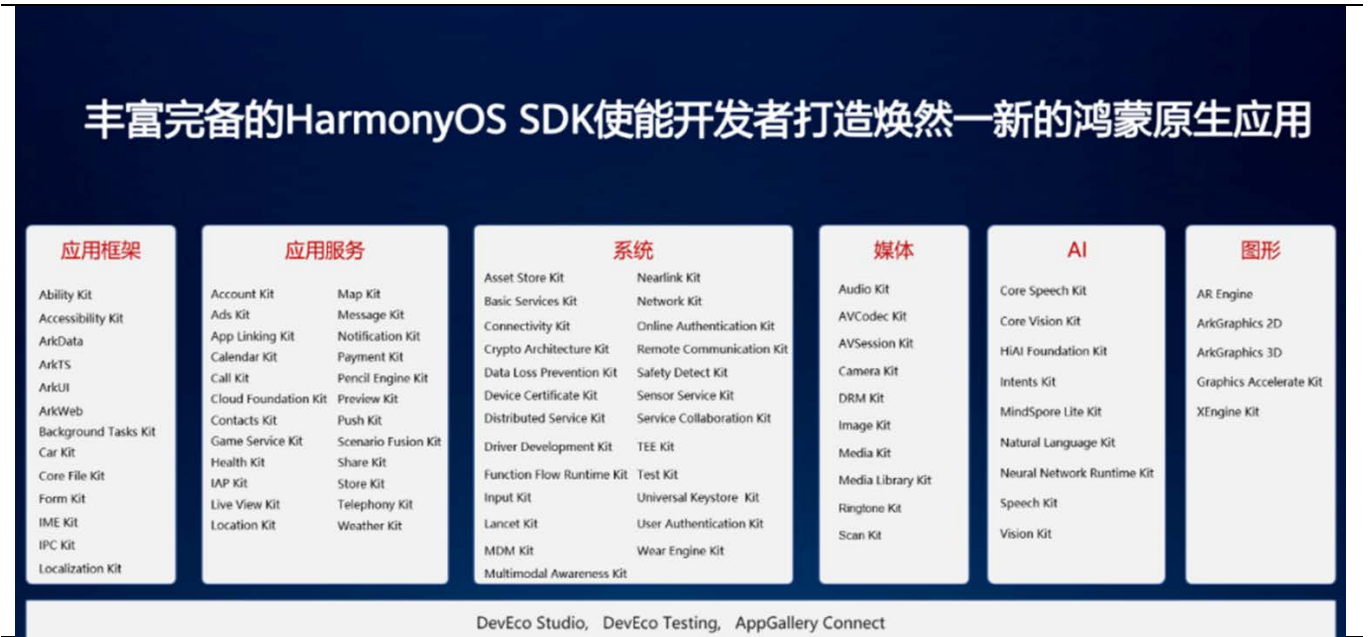 丰富完备的HarmonyOS SDK使能开发者打造焕然一新的鸿蒙原生应用
应用框架
Ability Kit
Accessibility Kit
ArkData
ArkTS
ArkUI
ArkWeb
Background Tasks Kit
Car Kit
Core File Kit
Form Kit
IME Kit
IPC Kit
Localization Kit
应用服务
Account Kit
Ads Kit
App Linking Kit
Calendar Kit
Call Kit
Cloud Foundation Kit
Contacts Kit
Game Service Kit
Health Kit
IAP Kit
Live View Kit
Location Kit
Map Kit
Message Kit
Notification Kit
Payment Kit
Pencil Engine Kit
Preview Kit
Push Kit
Scenario Fusion Kit
Share Kit
Store Kit
Telephony Kit
Weather Kit
系统
Asset Store Kit
Basic Services Kit
Connectivity Kit
Crypto Architecture Kit
Data Loss Prevention Kit
Device Certificate Kit
Distributed Service Kit
Driver Development Kit
Function Flow Runtime Kit
Input Kit
Lancet Kit
MDM Kit
Multimodal Awareness Kit
Nearlink Kit
Network Kit
Online Authentication Kit
Remote Communication Kit
Safety Detect Kit
Sensor Service Kit
Service Collaboration Kit
TEE Kit
Test Kit
Universal Keystore Kit
User Authentication Kit
Wear Engine Kit
媒体
Audio Kit
AVCodec Kit
AVSession Kit
Camera Kit
DRM Kit
Image Kit
Media Kit
Media Library Kit
Ringtone Kit
Scan Kit
AI
Core Speech Kit
Core Vision Kit
HiAI Foundation Kit
Intents Kit
MindSpore Lite Kit
Natural Language Kit
Neural Network Runtime Kit
Speech Kit
Vision Kit
图形
AR Engine
ArkGraphics 2D
ArkGraphics 3D
Graphics Accelerate Kit
XEngine Kit
DevEco Studio, DevEco Testing, AppGallery Connect